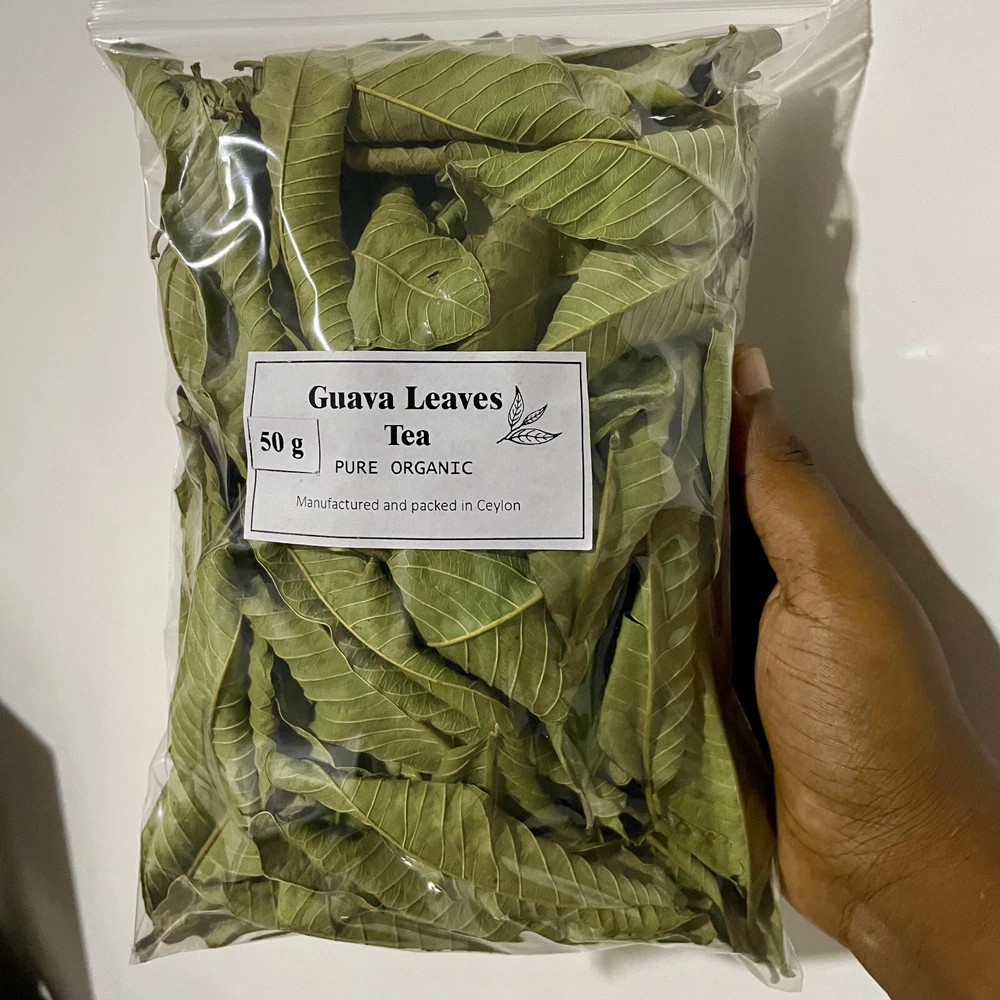 Guava Leaves
Tea
50 g
PURE ORGANIC
Manufactured and packed in Ceylon